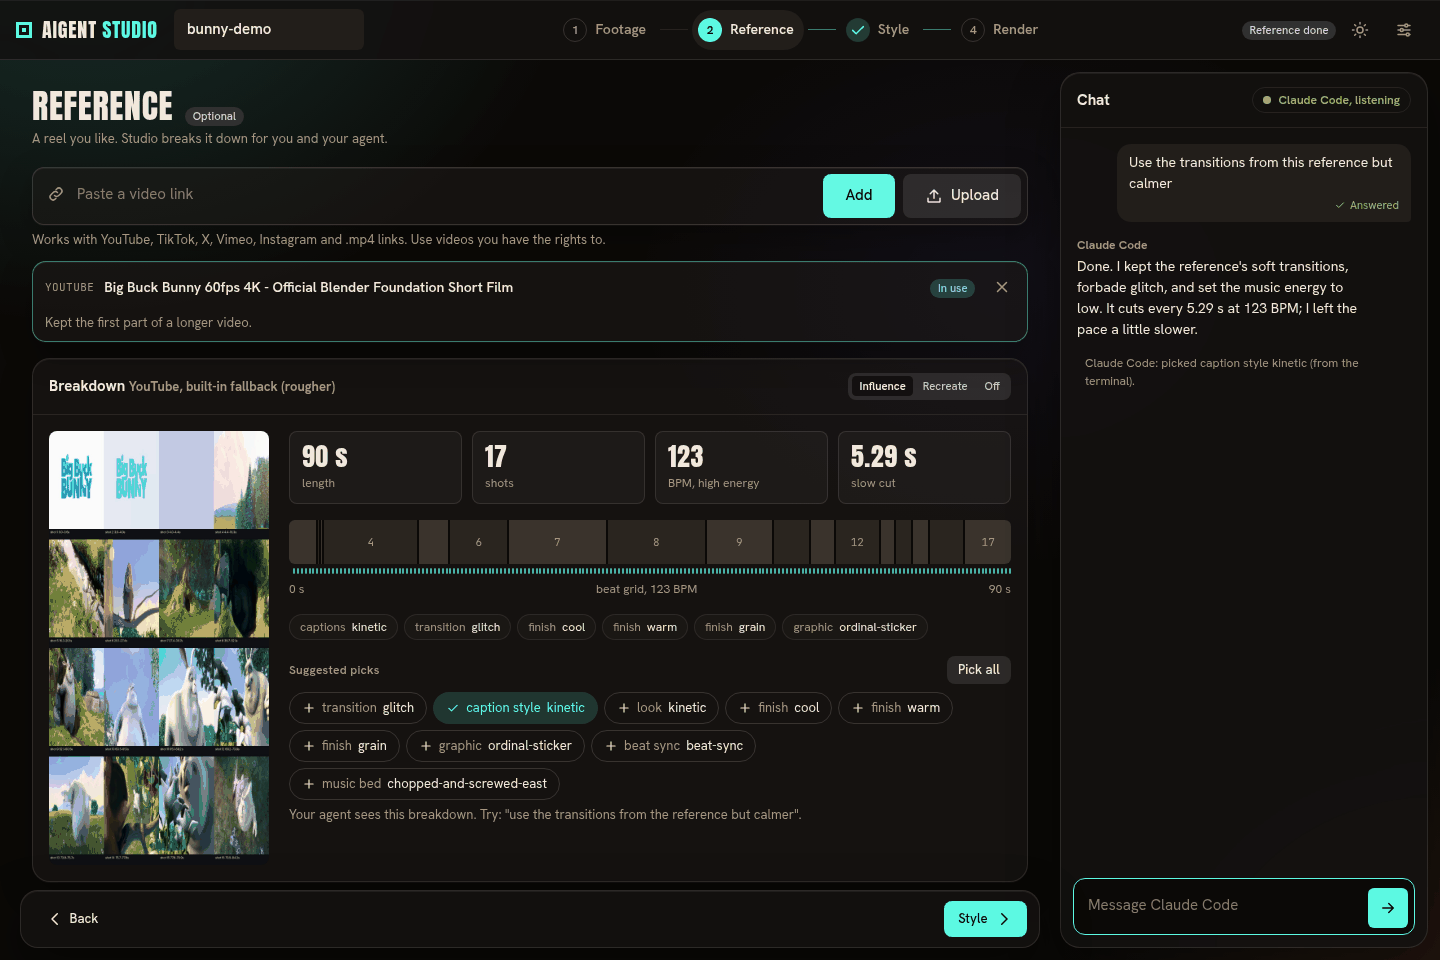 AIGENT STUDIO
bunny-demo
1 Footage
2 Reference
Style
4 Render
Reference done
REFERENCE
Optional
A reel you like. Studio breaks it down for you and your agent.
Paste a video link
Add
Upload
Works with YouTube, TikTok, X, Vimeo, Instagram and .mp4 links. Use videos you have the rights to.
YOUTUBE Big Buck Bunny 60fps 4K - Official Blender Foundation Short Film
In use
Kept the first part of a longer video.
Breakdown YouTube, built-in fallback (rougher)
Influence Recreate Off
Big Buck BUNNY
Big Buck BUNNY
90 s
length
17
shots
123
BPM, high energy
5.29 s
slow cut
4 6 7 8 9 12 17
0 s beat grid, 123 BPM 90 s
captions kinetic
transition glitch
finish cool
finish warm
finish grain
graphic ordinal-sticker
Suggested picks
Pick all
+ transition glitch
caption style kinetic
+ look kinetic
+ finish cool
+ finish warm
+ finish grain
+ graphic ordinal-sticker
+ beat sync beat-sync
+ music bed chopped-and-screwed-east
Your agent sees this breakdown. Try: "use the transitions from the reference but calmer".
Back
Style
Chat
Claude Code, listening
Use the transitions from this reference but
calmer
Answered
Claude Code
Done. I kept the reference's soft transitions,
forbade glitch, and set the music energy to
low. It cuts every 5.29 s at 123 BPM; I left the
pace a little slower.
Claude Code: picked caption style kinetic (from the
terminal).
Message Claude Code